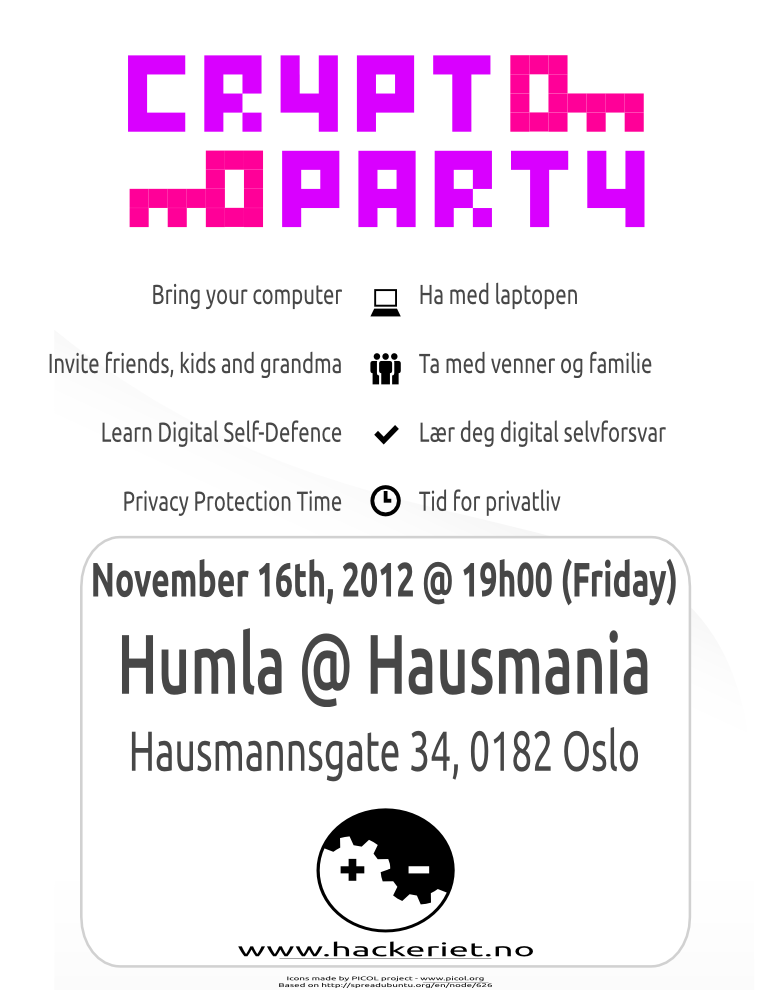 CRYPTO
PARTY
Bring your computer Ha med laptopen
Invite friends, kids and grandma Ta med venner og familie
Learn Digital Self-Defence Lær deg digital selvforsvar
Privacy Protection Time Tid for privatliv
November 16th, 2012 @ 19h00 (Friday)
Humla @ Hausmania
Hausmannsgate 34, 0182 Oslo
+ -
www.hackeriet.no
Icons made by PICOL project - www.picol.org
Based on http://spreadubuntu.org/en/node/626